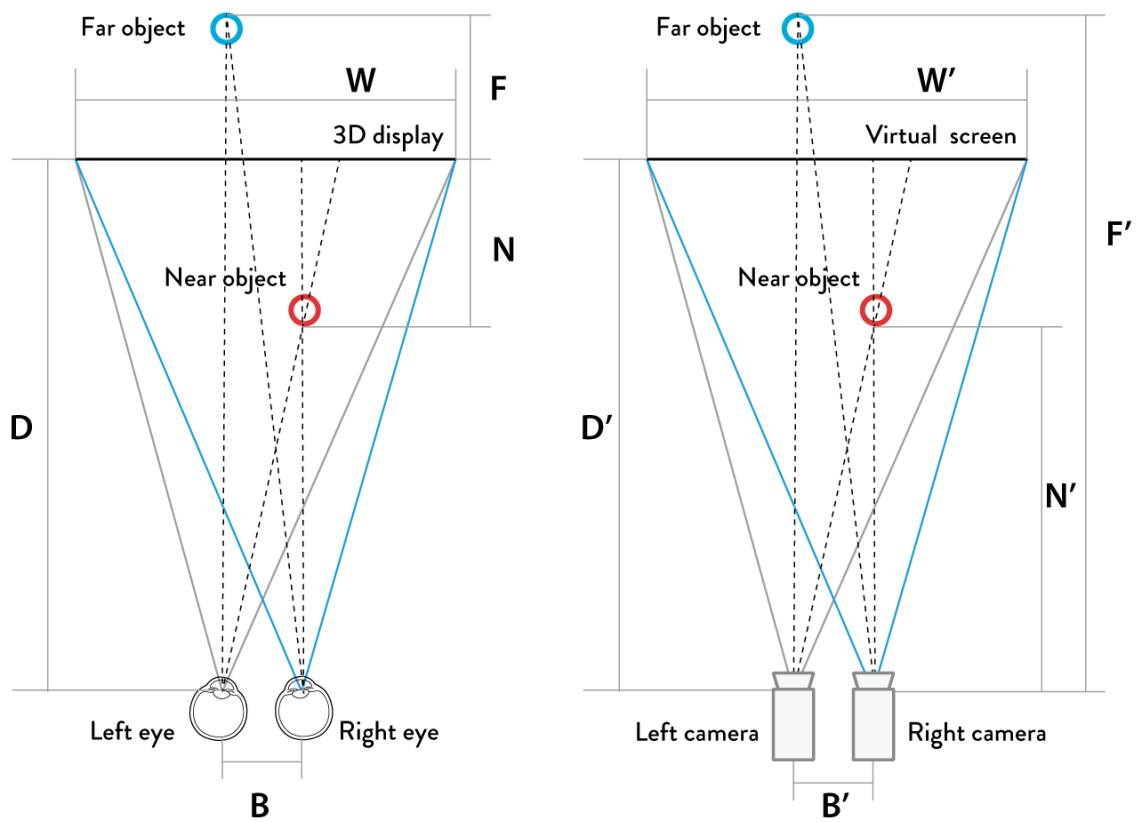 Far object
W
F
3D display
N
Near object
D
Left eye
Right eye
B
Far object
W’
Virtual screen
F’
Near object
D’
N’
Left camera
Right camera
B’